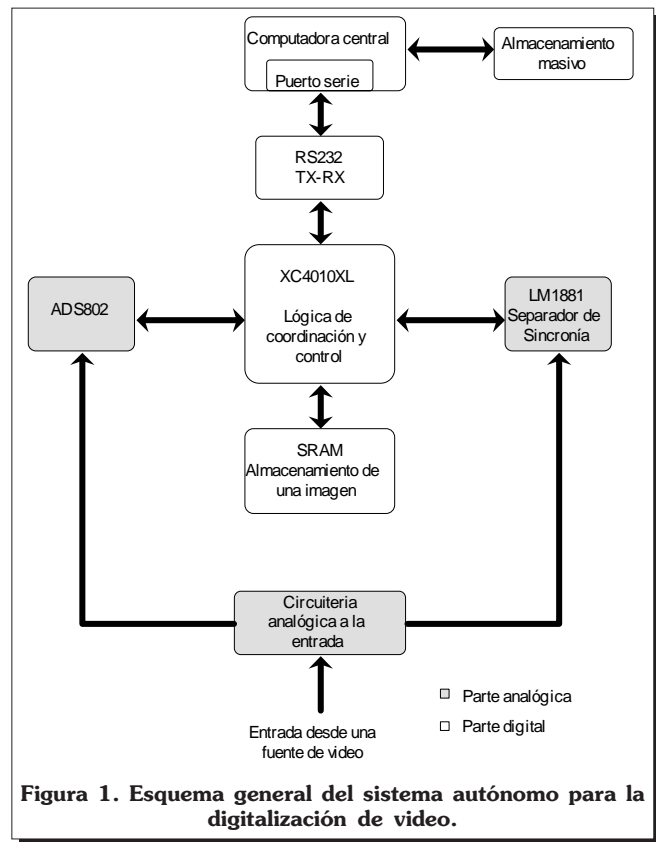 Computadora central
Puerto serie
Almacenamiento
masivo
RS232
TX-RX
XC4010XL
Lógica de
coordinación y
control
ADS802
LM1881
Separador de
Sincronía
SRAM
Almacenamiento de
una imagen
Circuiteria
analógica a la
entrada
Entrada desde una
fuente de video
Parte analógica
Parte digital
Figura 1. Esquema general del sistema autónomo para la
digitalización de video.